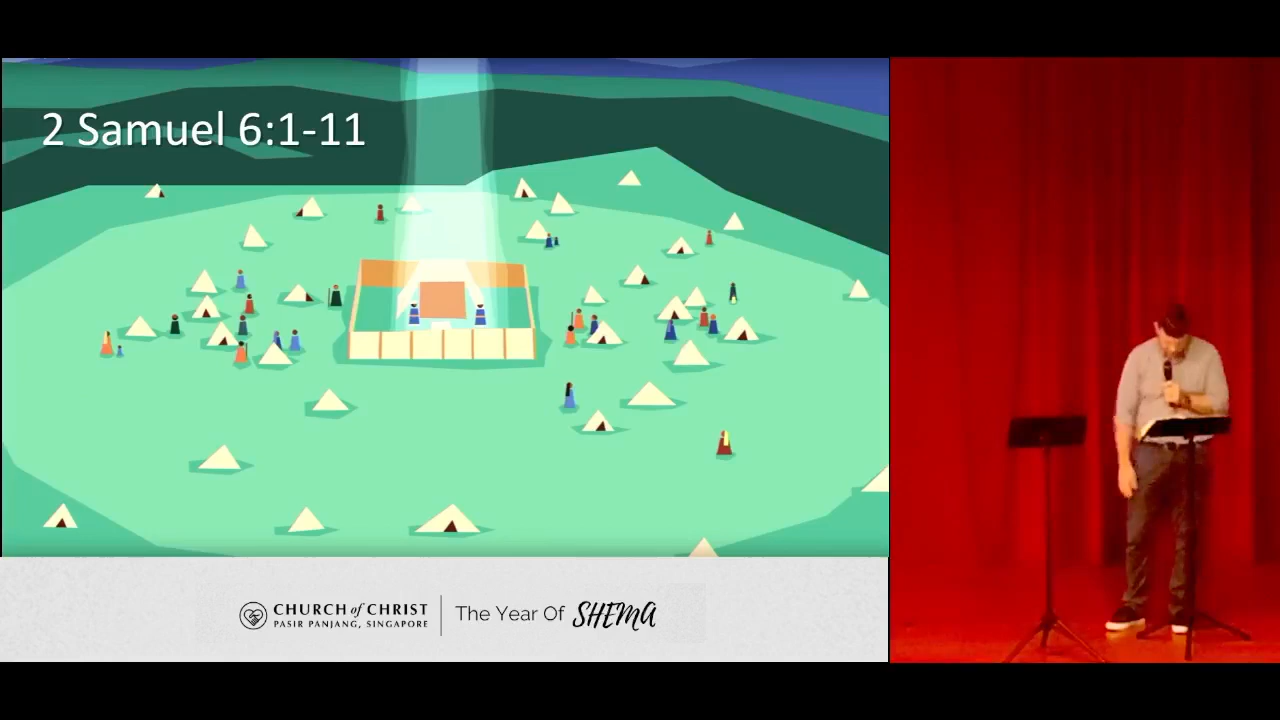 2 Samuel 6:1-11
CHURCH of CHRIST
PASIR PANJANG, SINGAPORE
The Year Of SHEMA